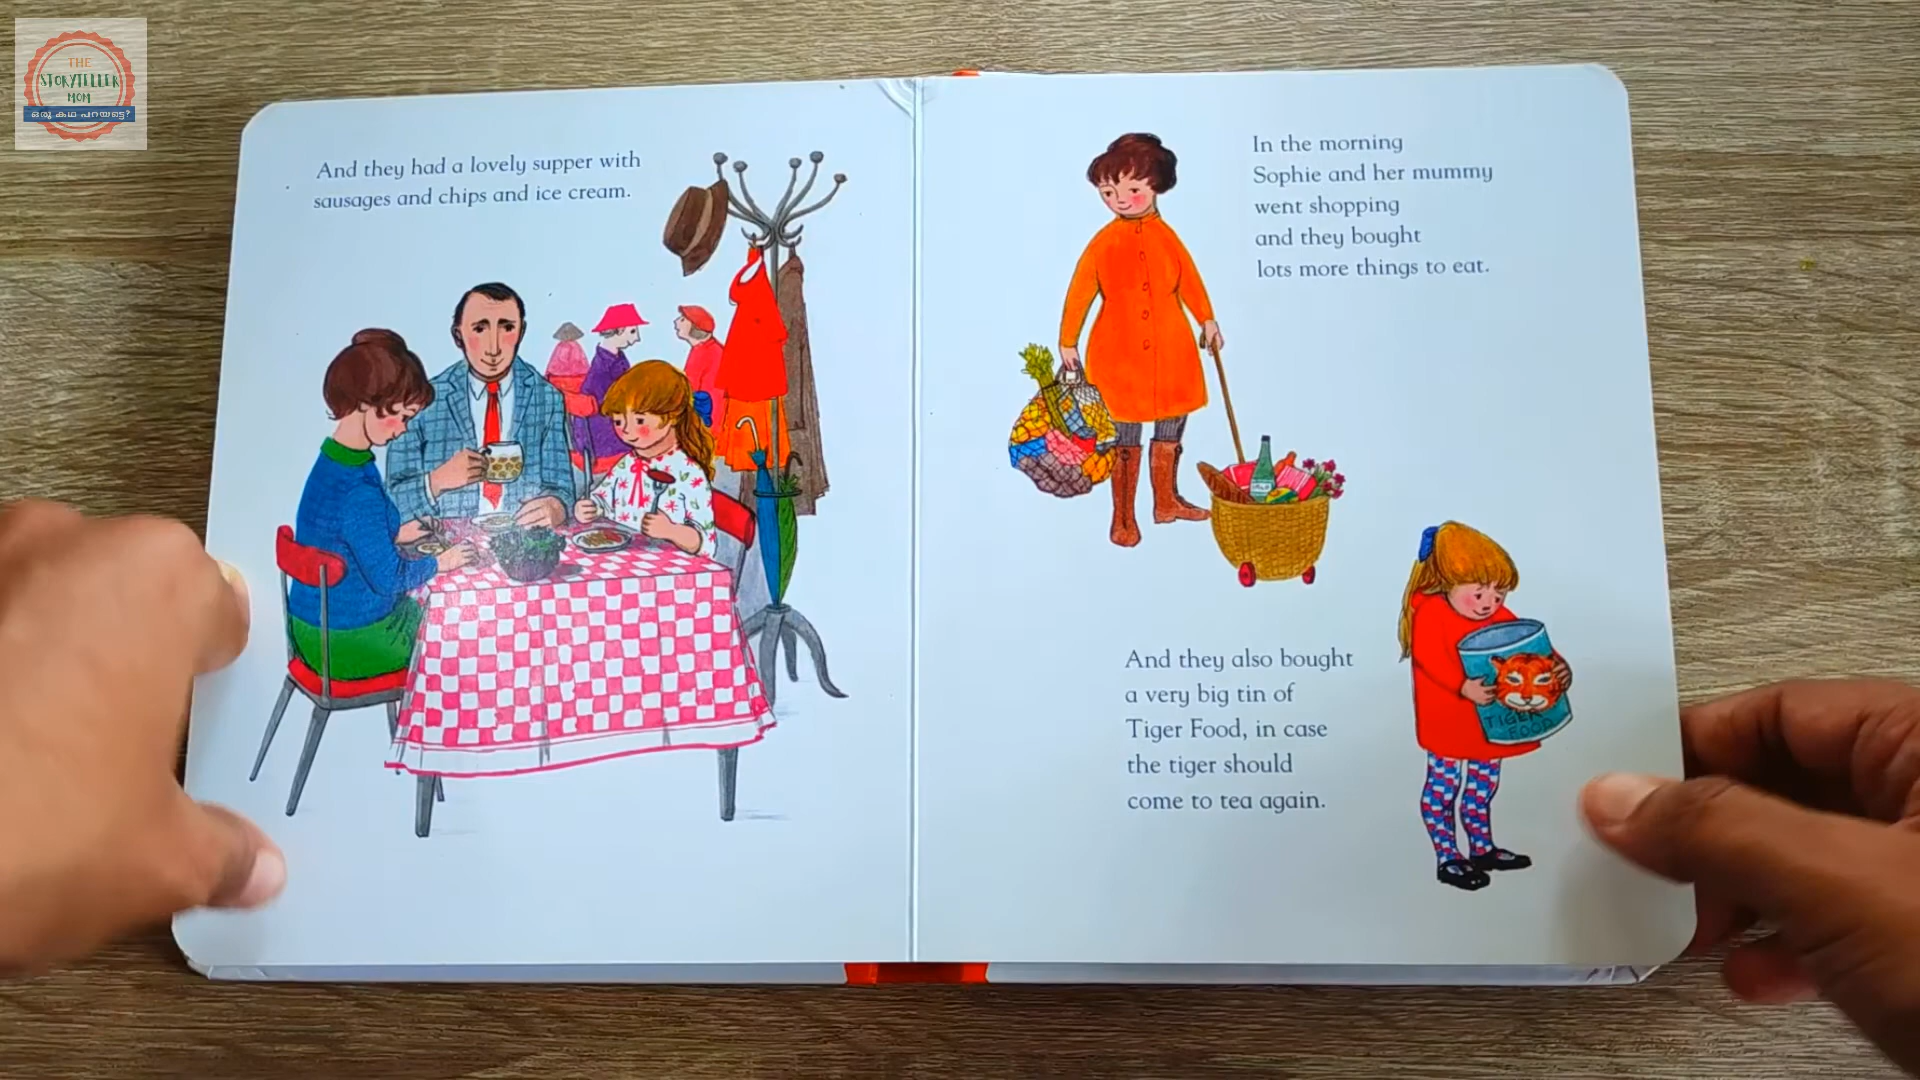 THE
STORYTELLER
MOM
ഒരു കഥ പറയട്ടെ?
And they had a lovely supper with
sausages and chips and ice cream.
In the morning
Sophie and her mummy
went shopping
and they bought
lots more things to eat.
And they also bought
a very big tin of
Tiger Food, in case
the tiger should
come to tea again.
TIGER
FOOD